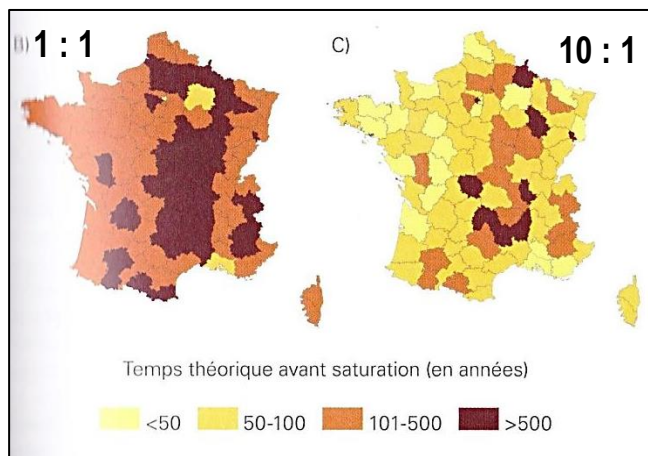 B) 1 : 1
C) 10 : 1
Temps théorique avant saturation (en années)
<50
50-100
101-500
>500